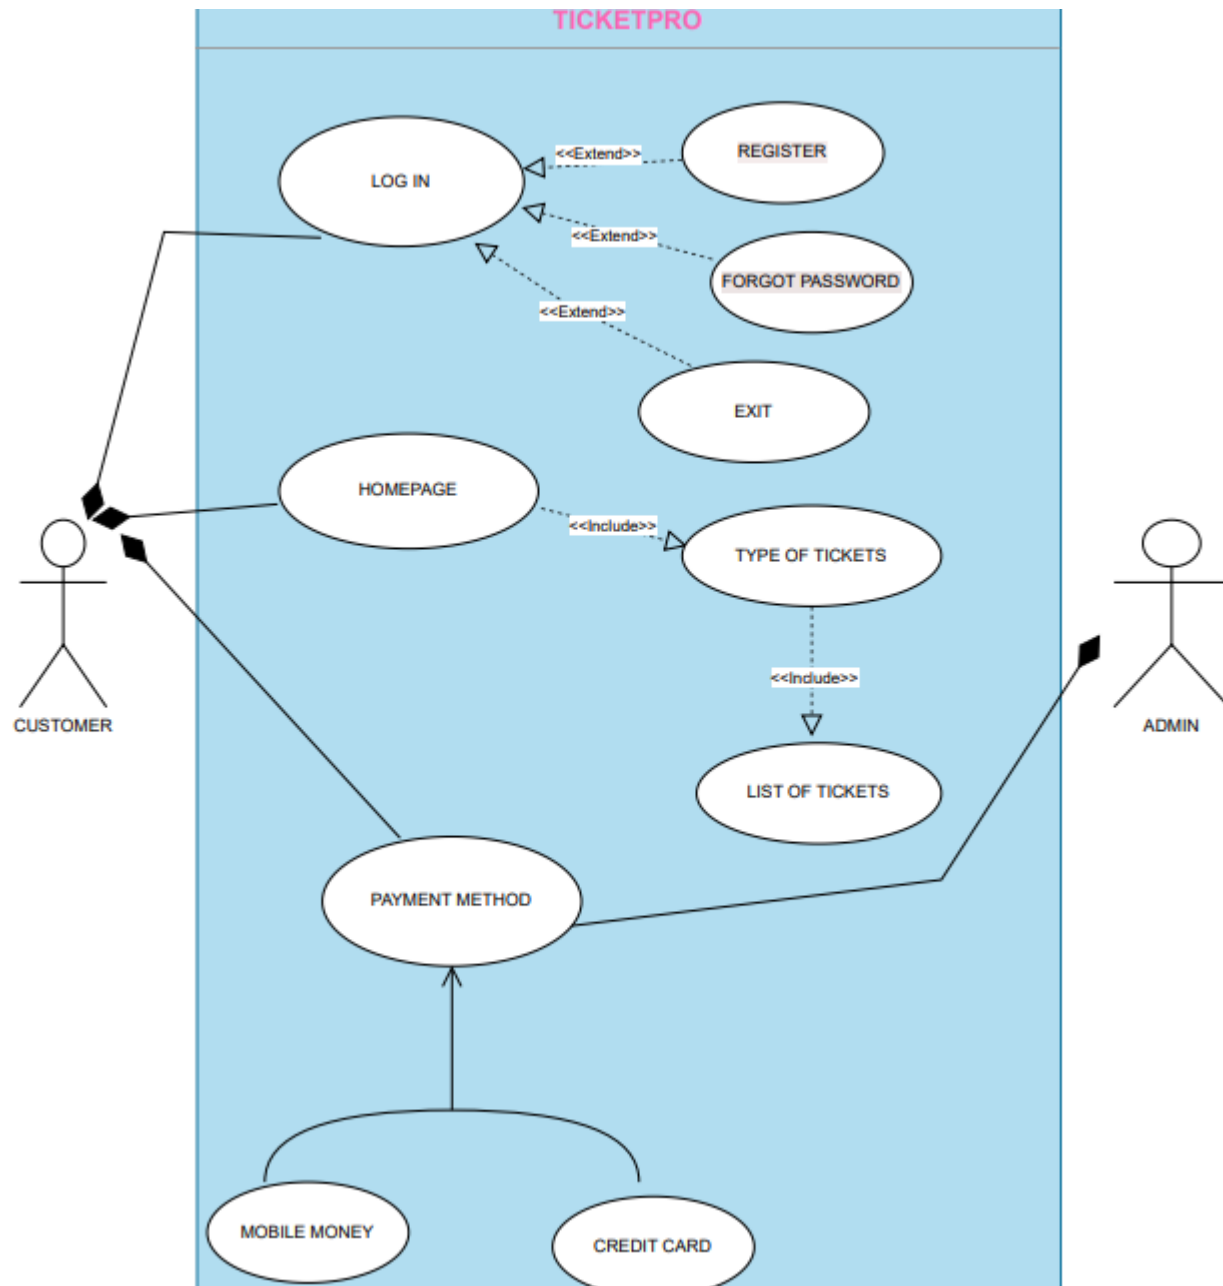 TICKETPRO
LOG IN
<<Extend>>
REGISTER
<<Extend>>
FORGOT PASSWORD
<<Extend>>
EXIT
HOMEPAGE
<<Include>>
TYPE OF TICKETS
<<Include>>
CUSTOMER
ADMIN
LIST OF TICKETS
PAYMENT METHOD
MOBILE MONEY
CREDIT CARD